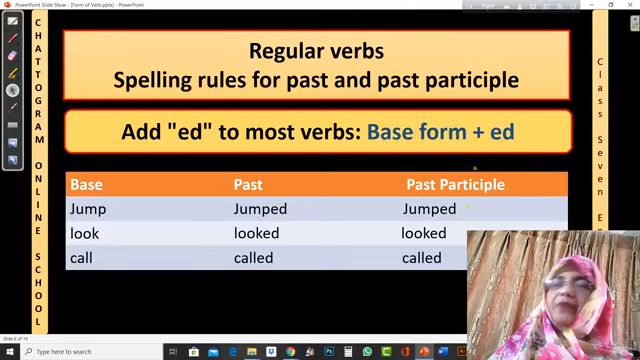 PowerPoint Slide Show - [Form of Verb.pptx] - PowerPoint
CHATTOGRAM ONLINE SCHOOL
Regular verbs
Spelling rules for past and past participle
Add "ed" to most verbs: Base form + ed
Base Past Past Participle
Jump Jumped Jumped
look looked looked
call called called
Class Seven E
Slide 6 of 19
Type here to search